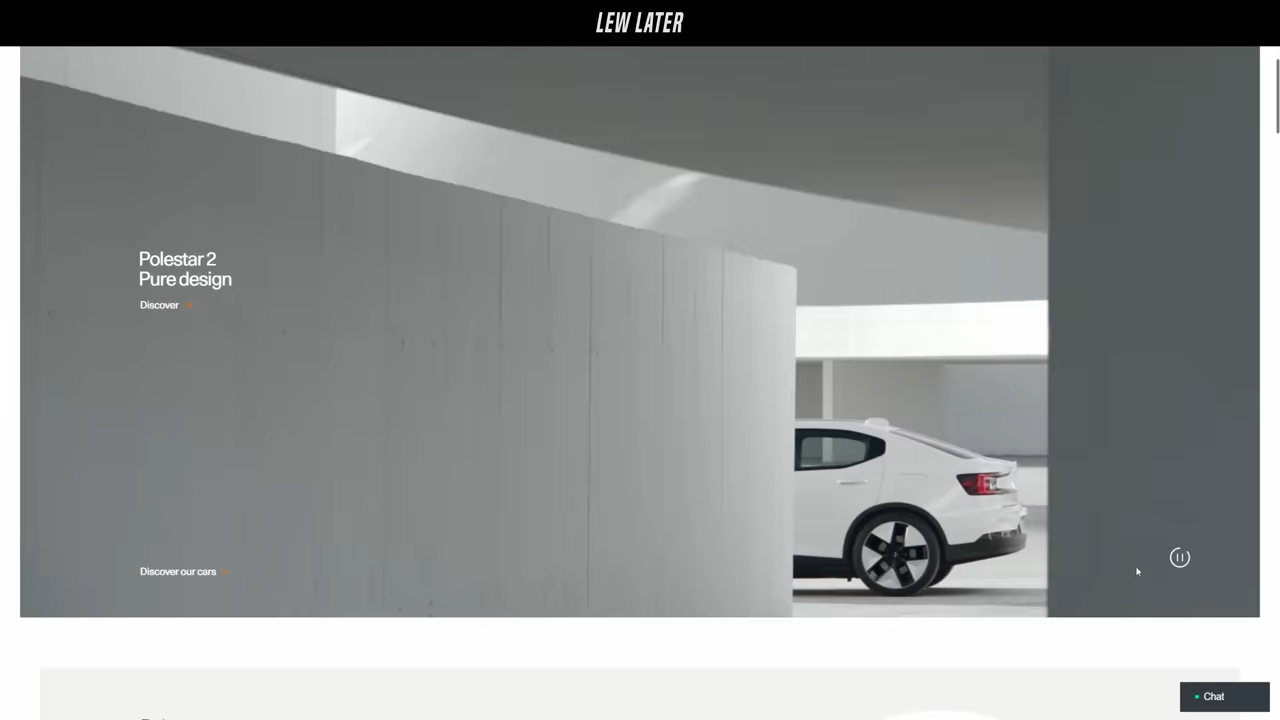 LEW LATER
Polestar 2
Pure design
Discover
Discover our cars
Chat